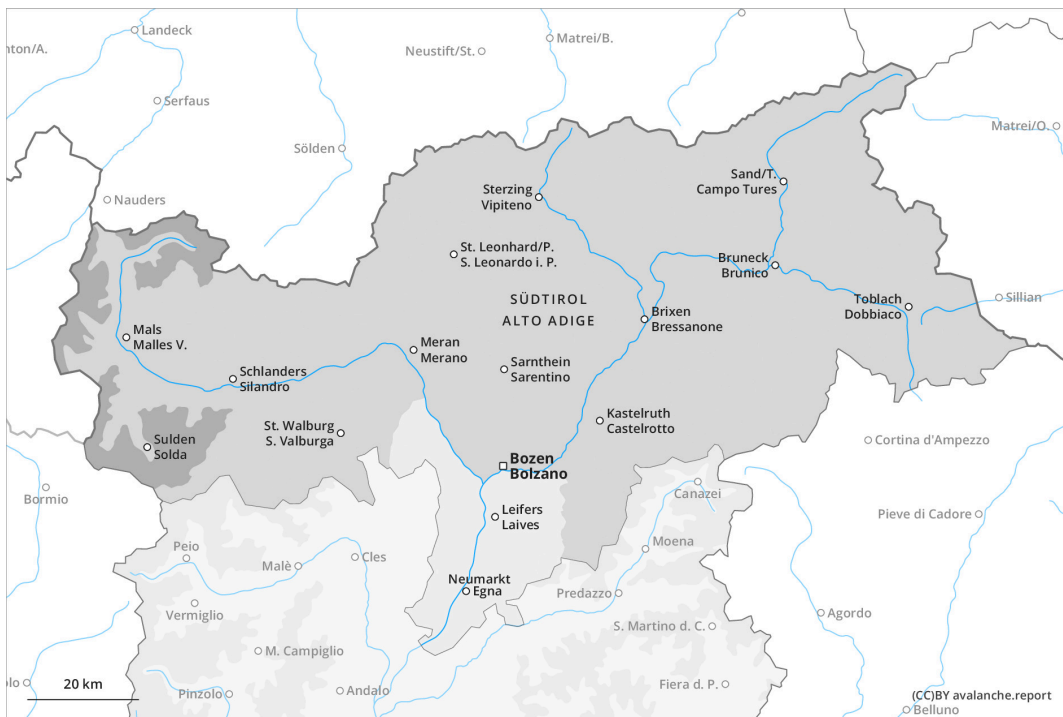 Landeck
Matrei/B.
nton/A.
Neustift/St.
Serfaus
Matrei/O.
Sölden
Sand/T.
Campo Tures
Sterzing
Vipiteno
Nauders
St. Leonhard/P.
S. Leonardo i. P.
Bruneck
Brunico
SÜDTIROL
ALTO ADIGE
Toblach
Dobbiaco
Sillian
Brixen
Bressanone
Mals
Malles V.
Meran
Merano
Sarnthein
Sarentino
Schlanders
Silandro
Kastelruth
Castelrotto
St. Walburg
S. Valburga
Sulden
Solda
Cortina d'Ampezzo
Bozen
Bolzano
Bormio
Canazei
Leifers
Laives
Pieve di Cadore
Peio
Malè
Cles
Moena
Neumarkt
Egna
Predazzo
Vermiglio
Agordo
S. Martino d. C.
M. Campiglio
olo
20 km
Pinzolo
Andalo
Fiera d. P.
(CC)BY avalanche.report
Belluno